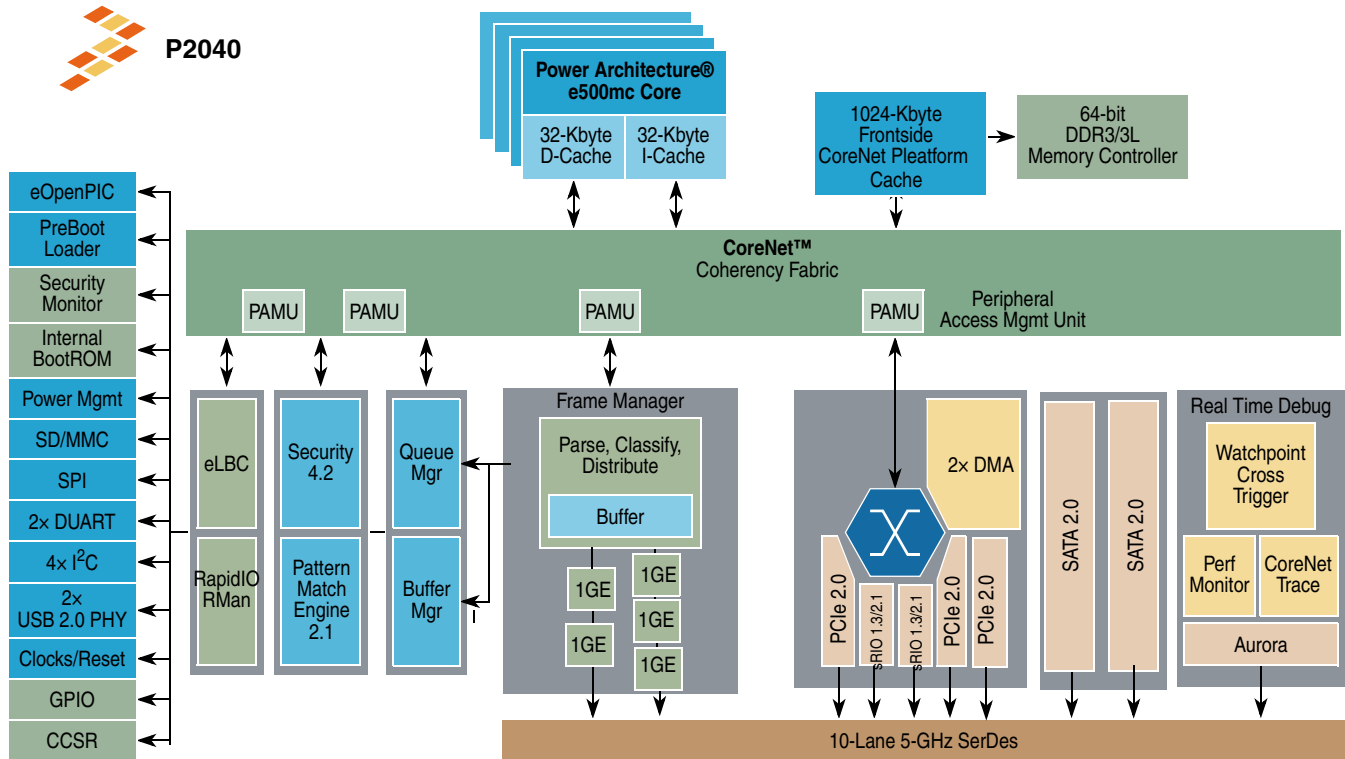 P2040
Power Architecture®
e500mc Core
32-Kbyte
D-Cache
32-Kbyte
I-Cache
1024-Kbyte
Frontside
CoreNet Pleatform
Cache
64-bit
DDR3/3L
Memory Controller
eOpenPIC
PreBoot
Loader
Security
Monitor
Internal
BootROM
Power Mgmt
SD/MMC
SPI
2× DUART
4× I²C
2×
USB 2.0 PHY
Clocks/Reset
GPIO
CCSR
CoreNet™
Coherency Fabric
PAMU
PAMU
PAMU
PAMU
Peripheral
Access Mgmt Unit
eLBC
RapidIO
RMan
Security
4.2
Pattern
Match
Engine
2.1
Queue
Mgr
Buffer
Mgr
Frame Manager
Parse, Classify,
Distribute
Buffer
1GE
1GE
1GE
1GE
1GE
2× DMA
PCIe 2.0
sRIO 1.3/2.1
sRIO 1.3/2.1
PCIe 2.0
PCIe 2.0
SATA 2.0
SATA 2.0
Real Time Debug
Watchpoint
Cross
Trigger
Perf
Monitor
CoreNet
Trace
Aurora
10-Lane 5-GHz SerDes